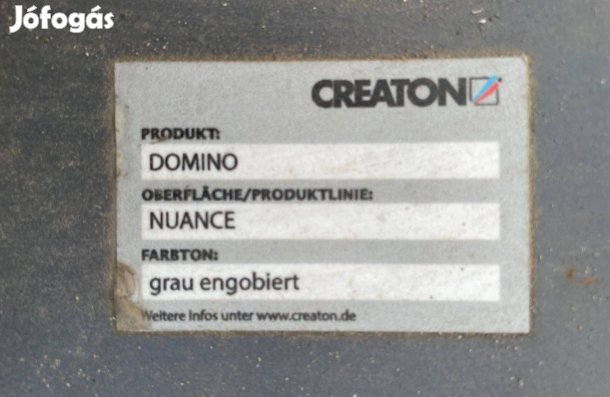 Jófogás
CREATON
PRODUKT:
DOMINO
OBERFLÄCHE/PRODUKTLINIE:
NUANCE
FARBTON:
grau engobiert
Weitere Infos unter www.creaton.de